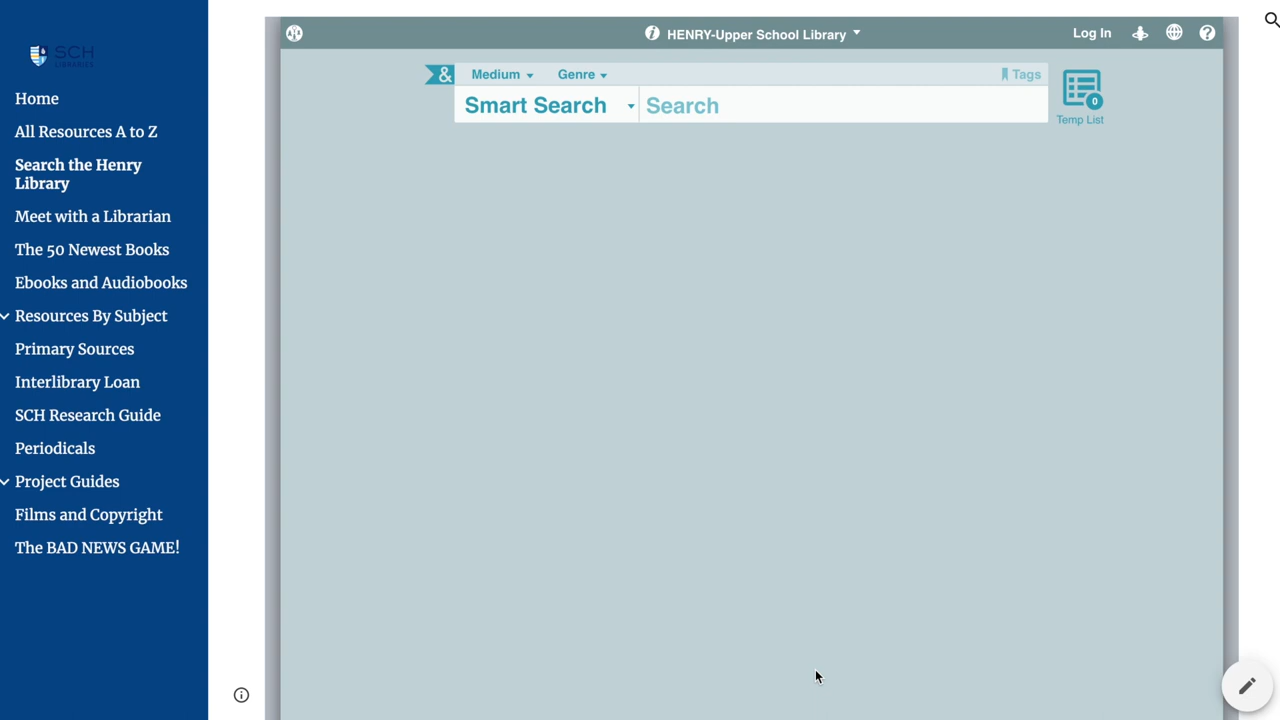 SCH
LIBRARIES
Home
All Resources A to Z
Search the Henry
Library
Meet with a Librarian
The 50 Newest Books
Ebooks and Audiobooks
Resources By Subject
Primary Sources
Interlibrary Loan
SCH Research Guide
Periodicals
Project Guides
Films and Copyright
The BAD NEWS GAME!
HENRY-Upper School Library
Log In
& Medium Genre Tags
Smart Search Search
0
Temp List